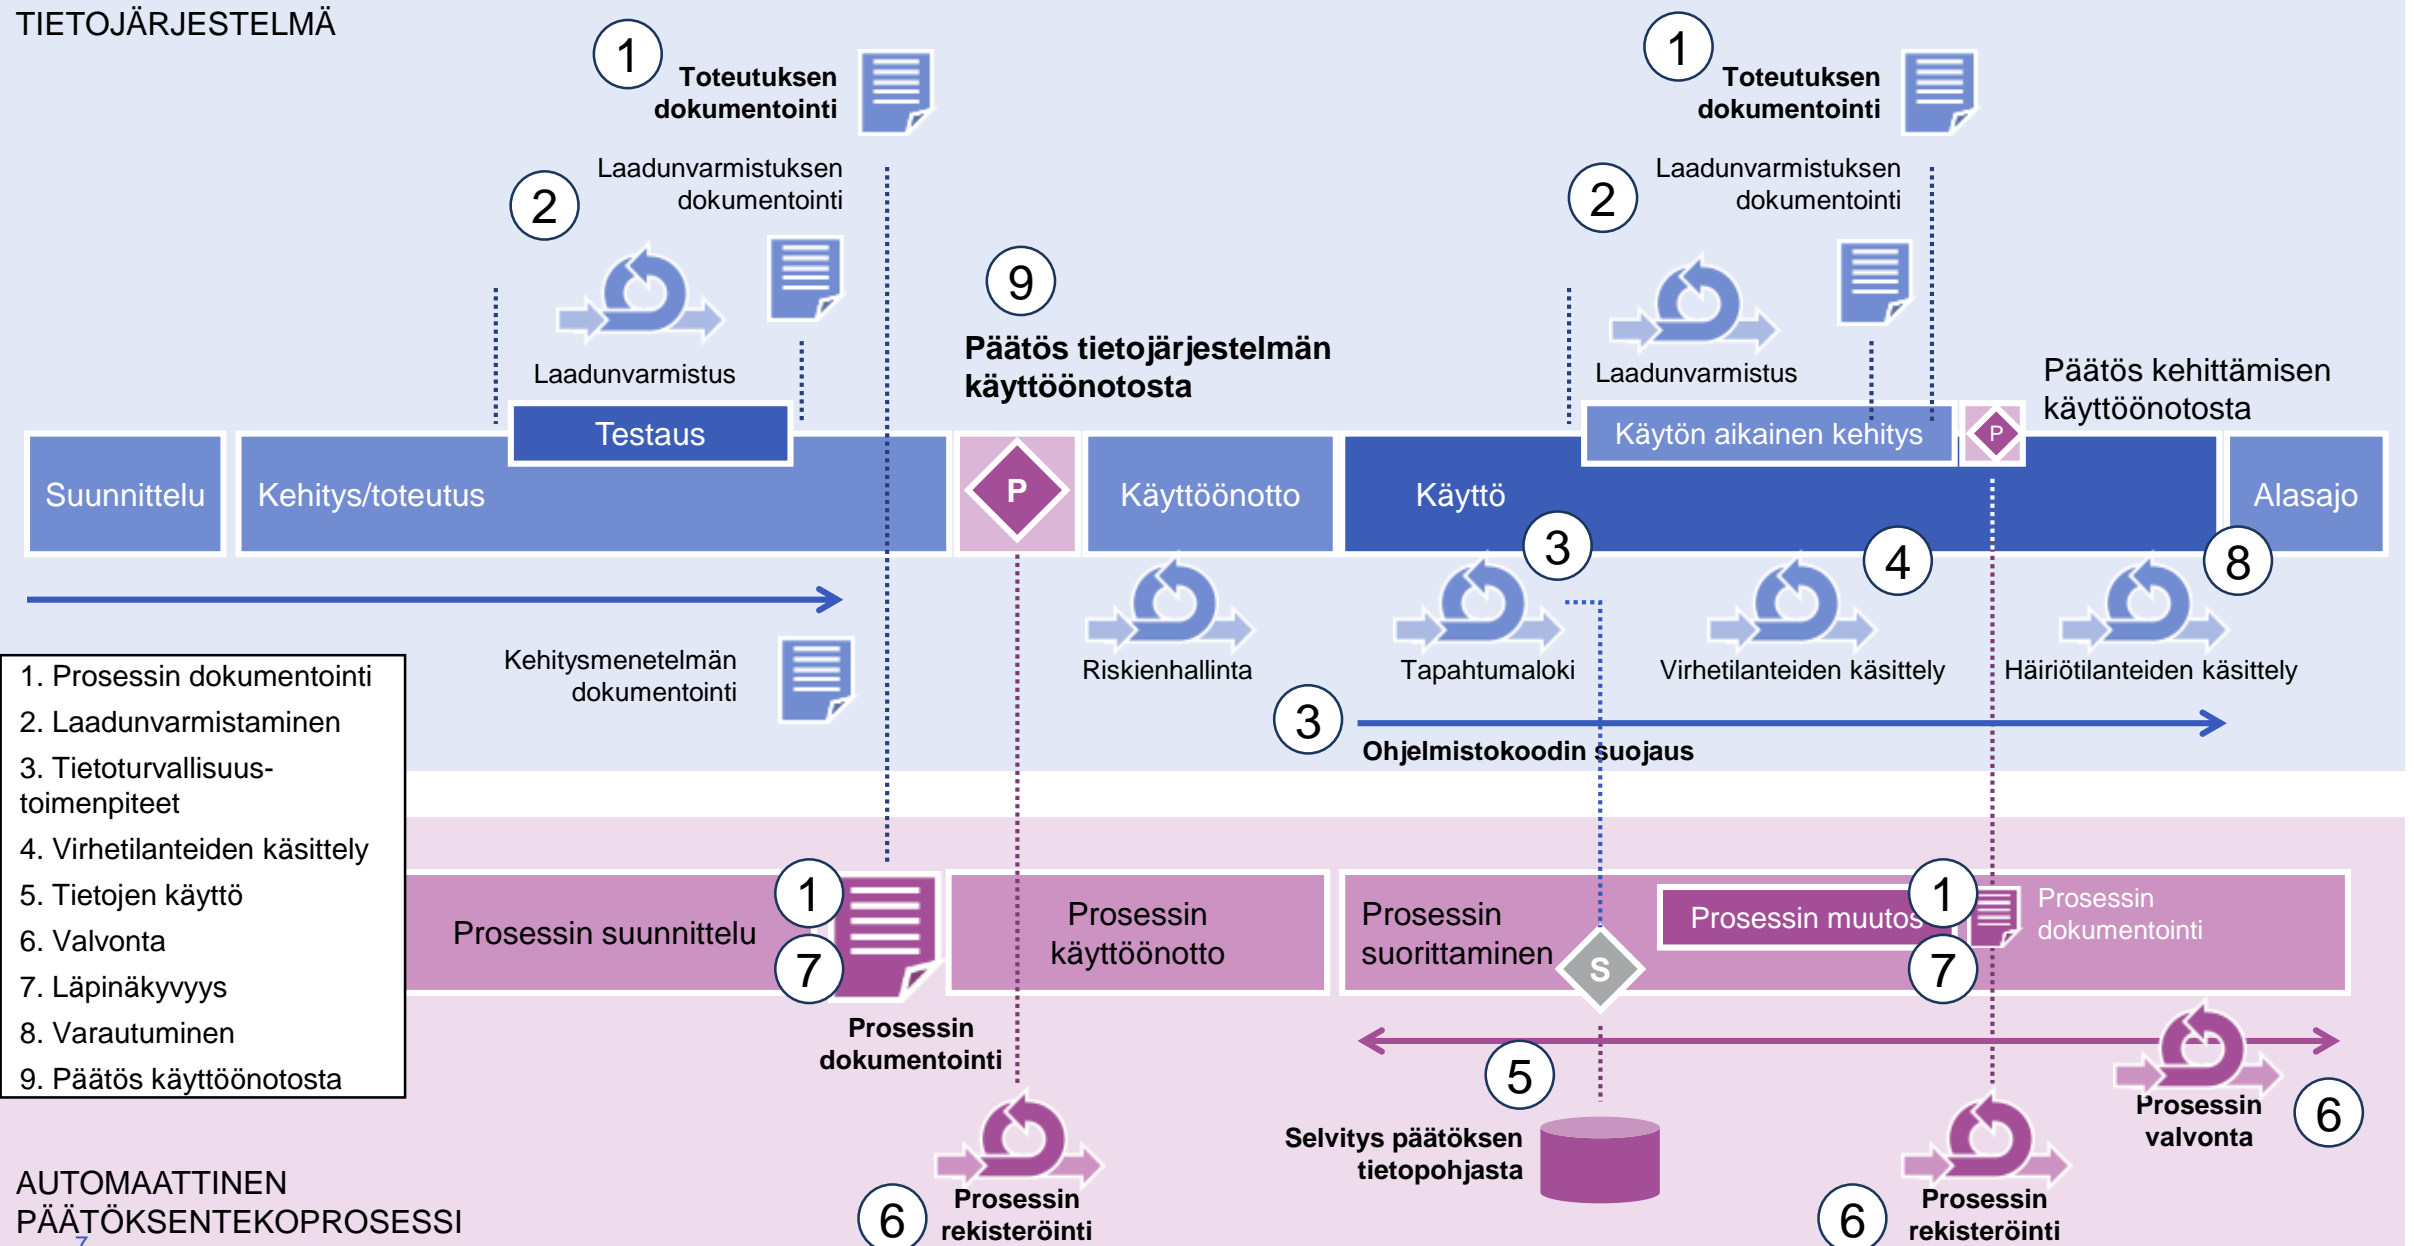 TIETOJÄRJESTELMÄ
1
Toteutuksen
dokumentointi
2
Laadunvarmistuksen
dokumentointi
Laadunvarmistus
9
Päätös tietojärjestelmän
käyttöönotosta
1
Toteutuksen
dokumentointi
2
Laadunvarmistuksen
dokumentointi
Laadunvarmistus
Päätös kehittämisen
käyttöönotosta
Testaus
Käytön aikainen kehitys
P
Suunnittelu
Kehitys/toteutus
P
Käyttöönotto
Käyttö
Alasajo
3
4
8
Kehitysmenetelmän
dokumentointi
Riskienhallinta
Tapahtumaloki
Virhetilanteiden käsittely
Häiriötilanteiden käsittely
3
Ohjelmistokoodin suojaus
1. Prosessin dokumentointi
2. Laadunvarmistaminen
3. Tietoturvallisuus-
toimenpiteet
4. Virhetilanteiden käsittely
5. Tietojen käyttö
6. Valvonta
7. Läpinäkyvyys
8. Varautuminen
9. Päätös käyttöönotosta
Prosessin suunnittelu
1
7
Prosessin
dokumentointi
Prosessin
käyttöönotto
Prosessin
suorittaminen
S
Prosessin muutos
1
7
Prosessin
dokumentointi
5
Selvitys päätöksen
tietopohjasta
Prosessin
valvonta
6
6
Prosessin
rekisteröinti
6
Prosessin
rekisteröinti
AUTOMAATTINEN
PÄÄTÖKSENTEKOPROSESSI
7